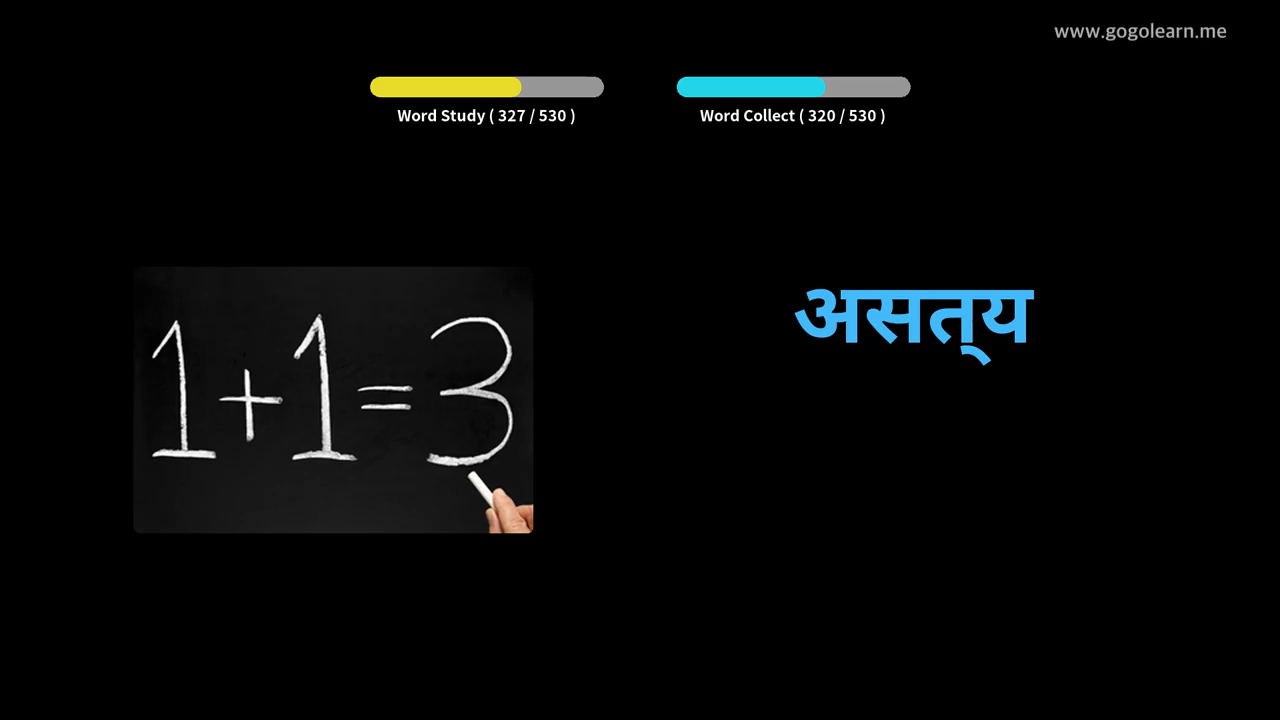 www.gogolearn.me
Word Study ( 327 / 530 )
Word Collect ( 320 / 530 )
1+1=3
असत्‌य